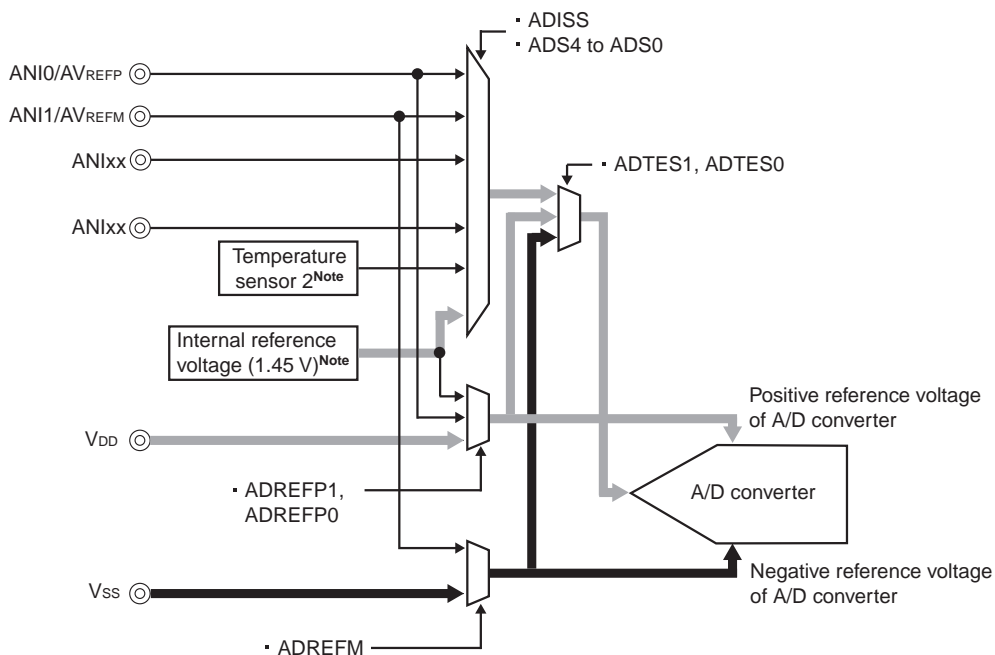 ▪ ADISS
▪ ADS4 to ADS0
ANI0/AVREFP
ANI1/AVREFM
ANIxx
▪ ADTES1, ADTES0
ANIxx
Temperature
sensor 2Note
Internal reference
voltage (1.45 V)Note
Positive reference voltage
of A/D converter
VDD
A/D converter
▪ ADREFP1,
ADREFP0
Negative reference voltage
of A/D converter
VSS
▪ ADREFM